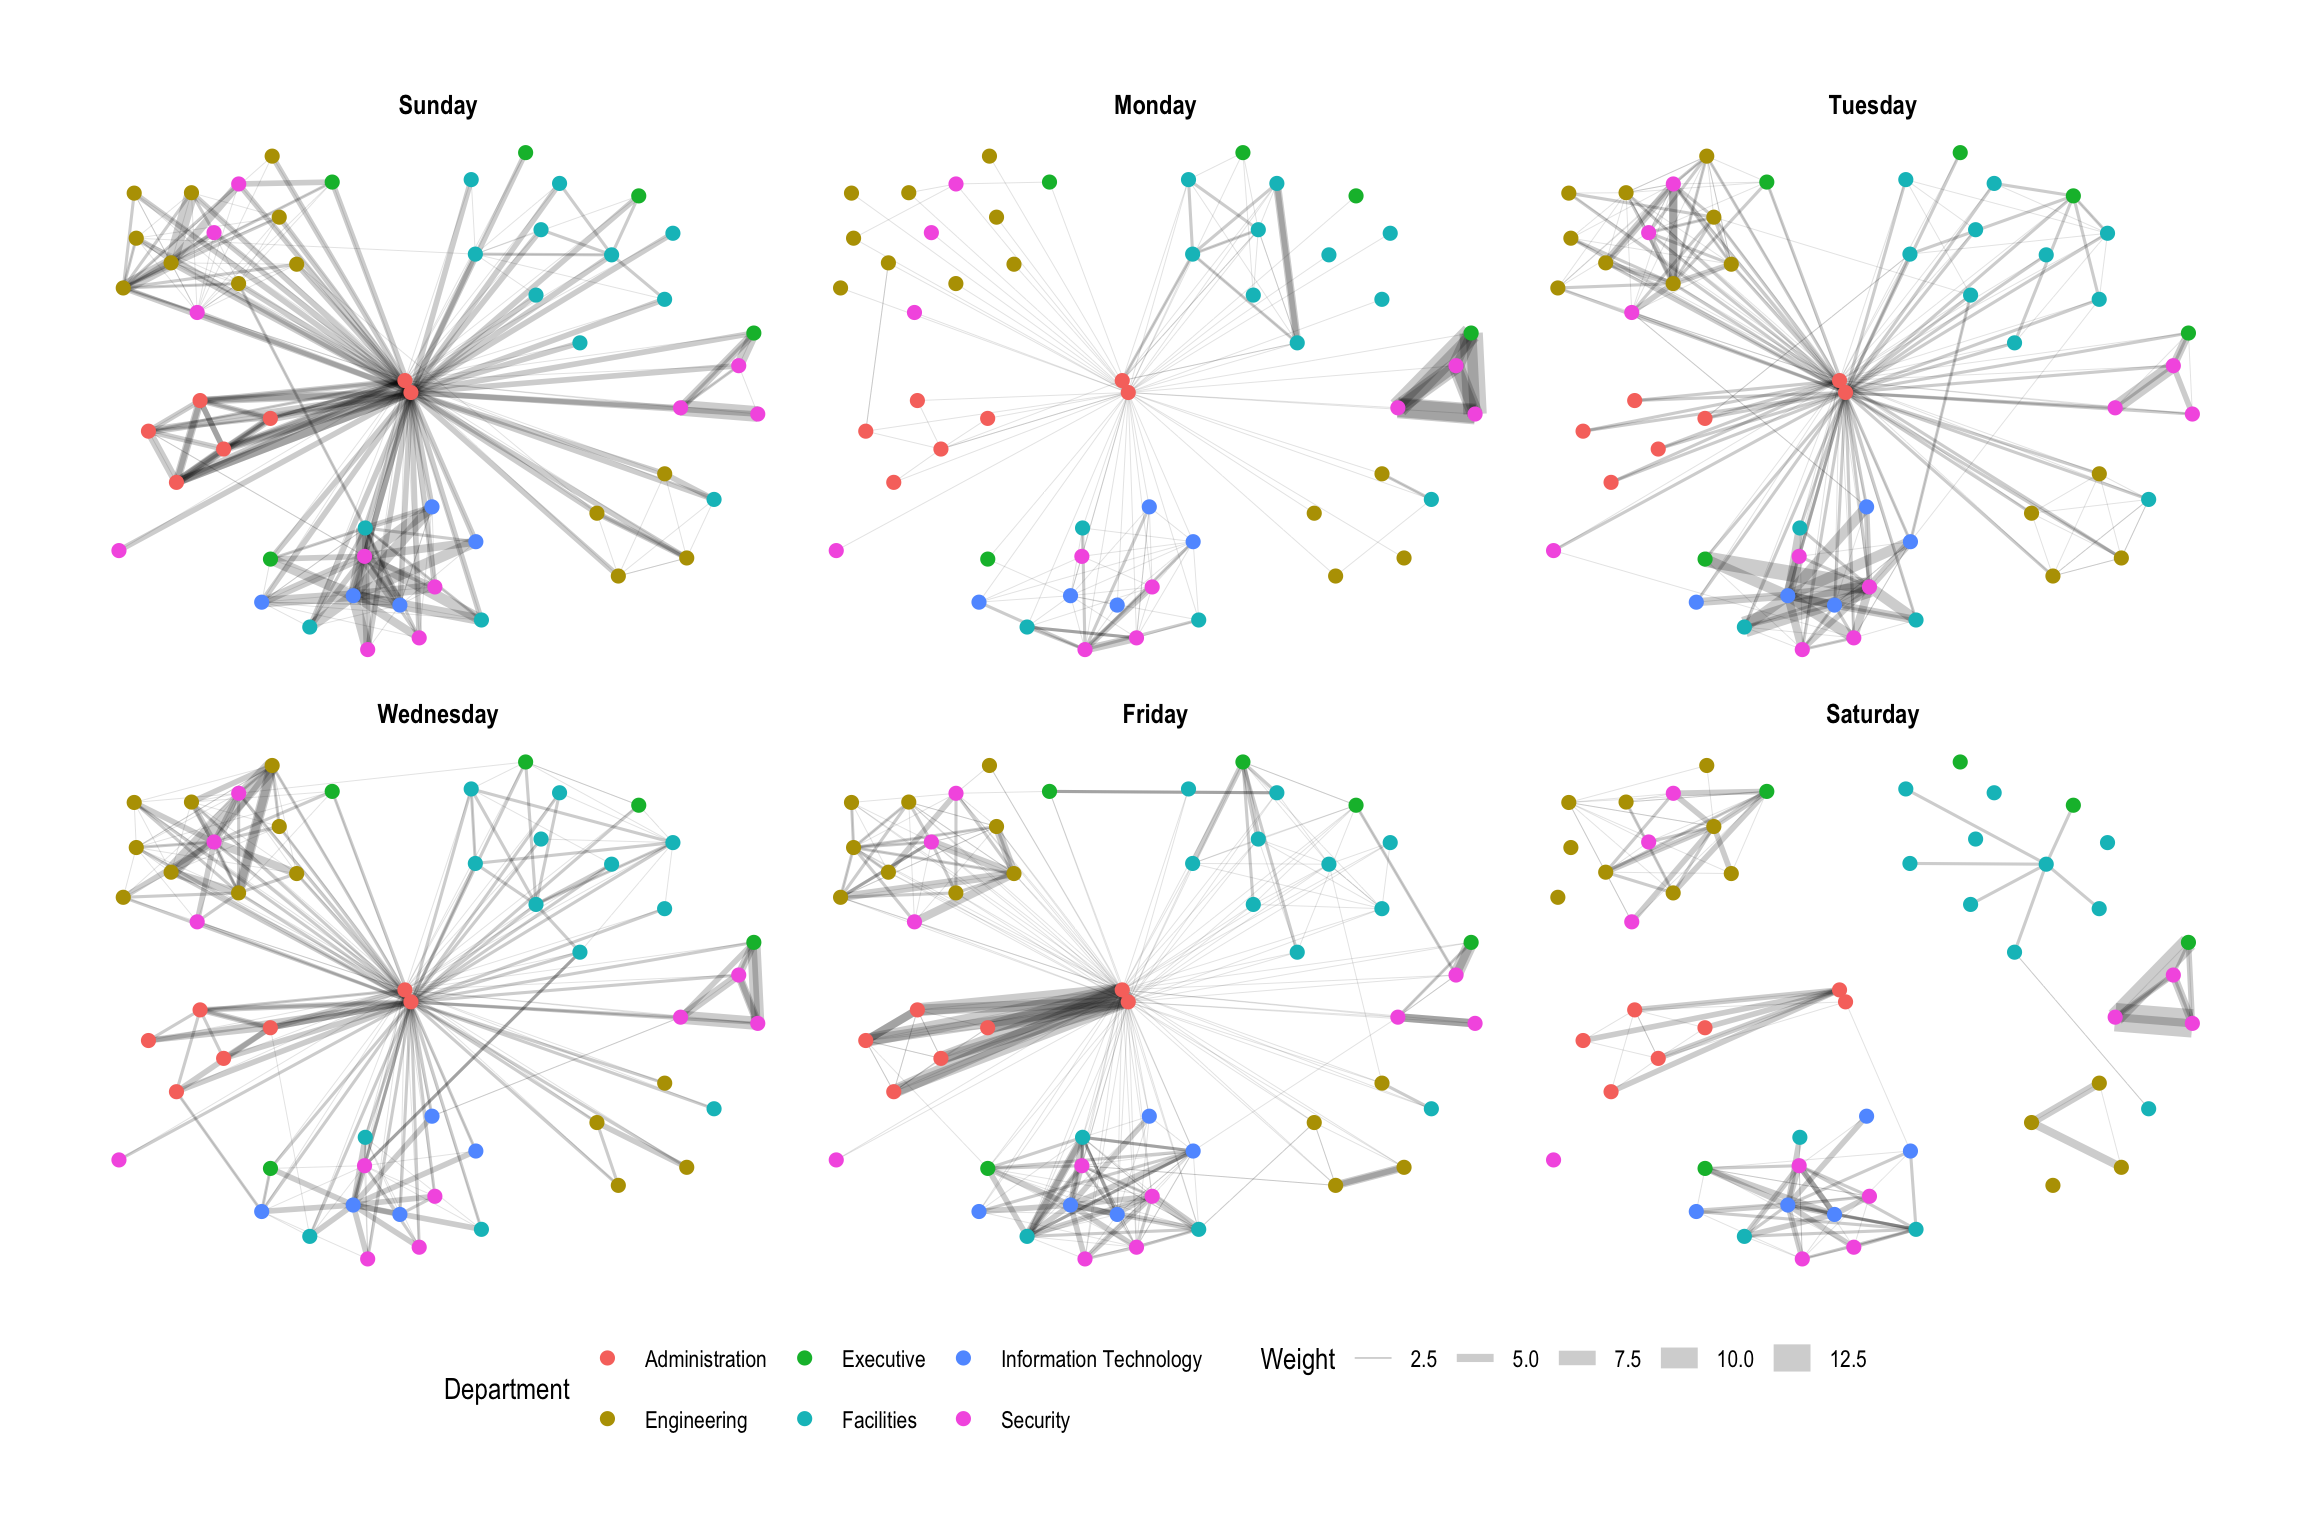 Sunday Monday Tuesday
Wednesday Friday Saturday
Department
Administration Executive Information Technology
Engineering Facilities Security
Weight 2.5 5.0 7.5 10.0 12.5